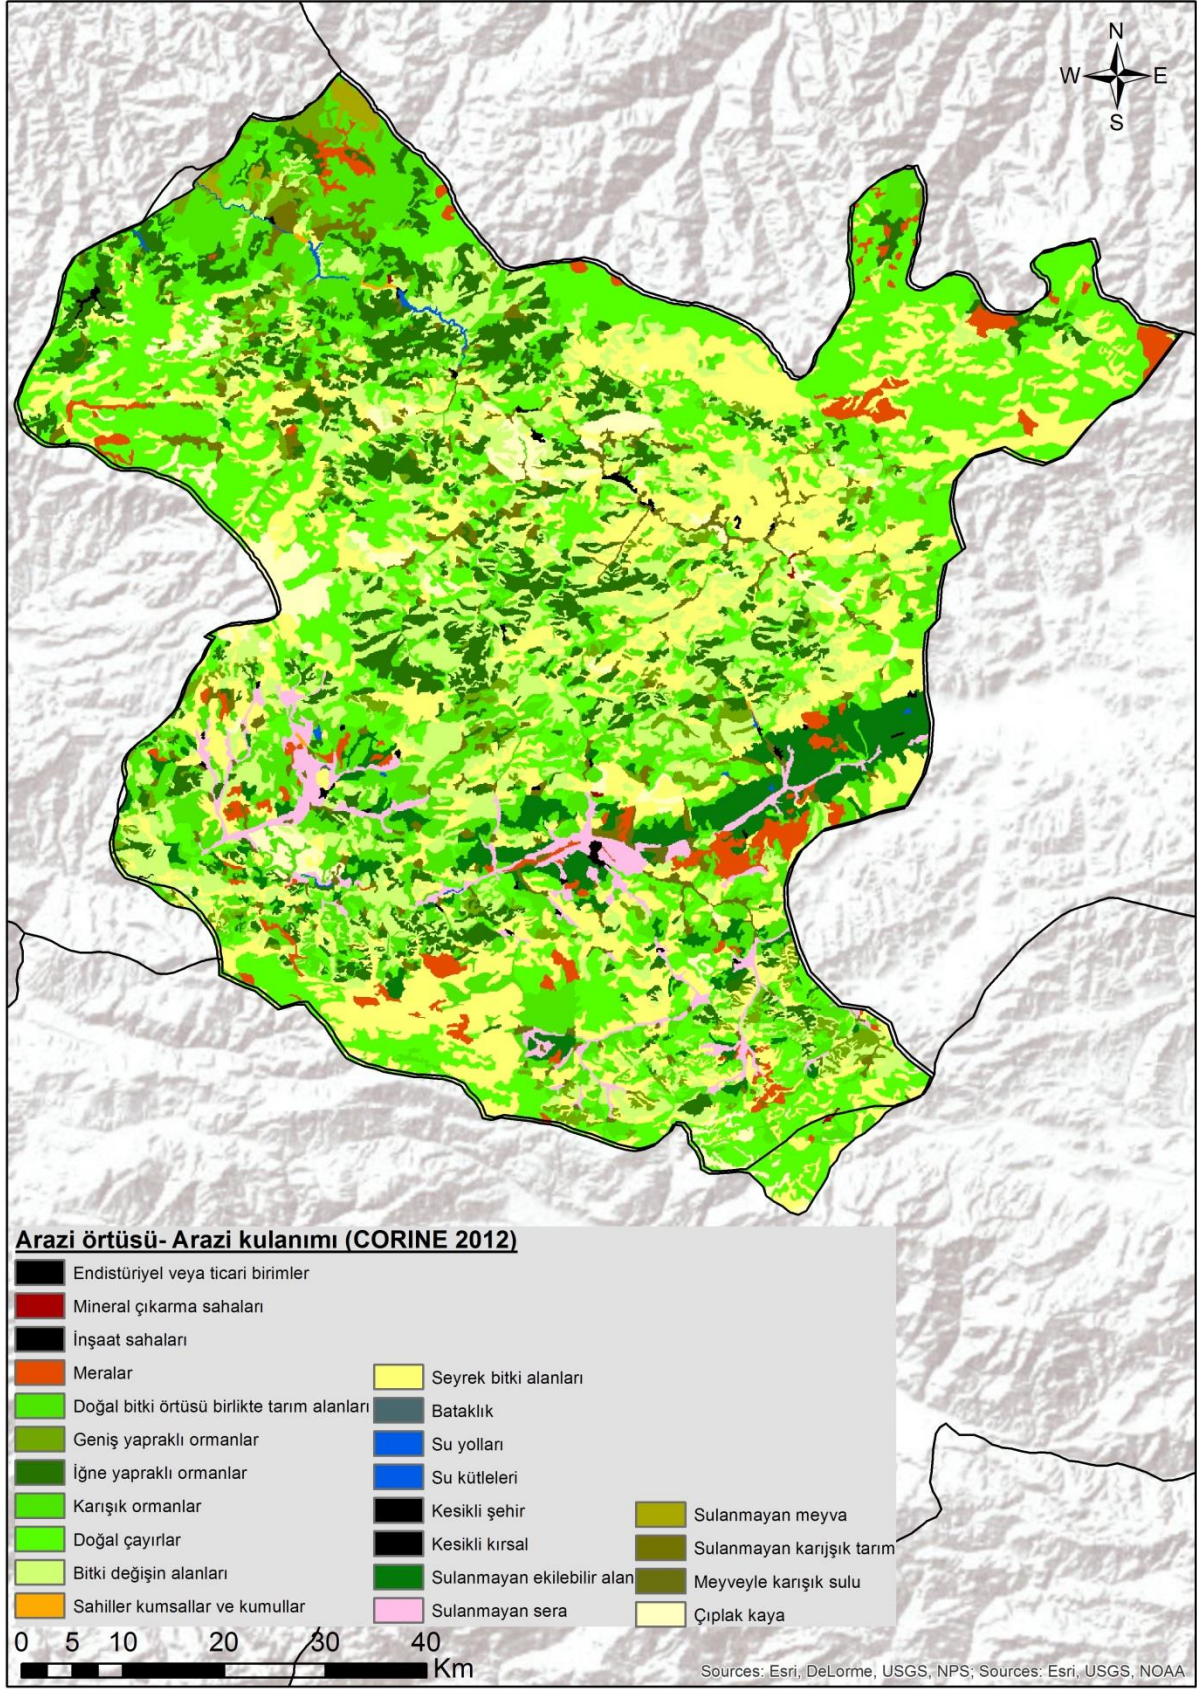 N
W E
S
Arazi örtüsü- Arazi kulanımı (CORINE 2012)
Endistüriyel veya ticari birimler
Mineral çıkarma sahaları
İnşaat sahaları
Meralar
Doğal bitki örtüsü birlikte tarım alanları
Geniş yapraklı ormanlar
İğne yapraklı ormanlar
Karışık ormanlar
Doğal çayırlar
Bitki değişin alanları
Sahiller kumsallar ve kumullar
Seyrek bitki alanları
Bataklık
Su yolları
Su kütleleri
Kesikli şehir
Kesikli kırsal
Sulanmayan ekilebilir alan
Sulanmayan sera
Sulanmayan meyva
Sulanmayan karıjşık tarım
Meyveyle karışık sulu
Çıplak kaya
0 5 10 20 30 40
Km
Sources: Esri, DeLorme, USGS, NPS; Sources: Esri, USGS, NOAA